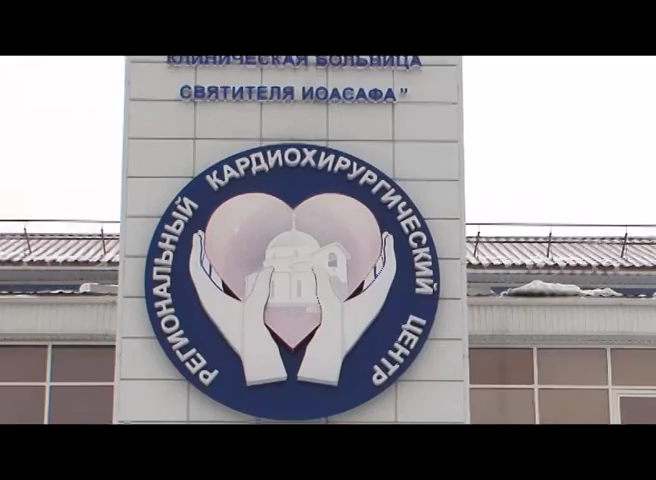 КЛИНИЧЕСКАЯ БОЛЬНИЦА
СВЯТИТЕЛЯ ИОАСАФА"
РЕГИОНАЛЬНЫЙ КАРДИОХИРУРГИЧЕСКИЙ ЦЕНТР